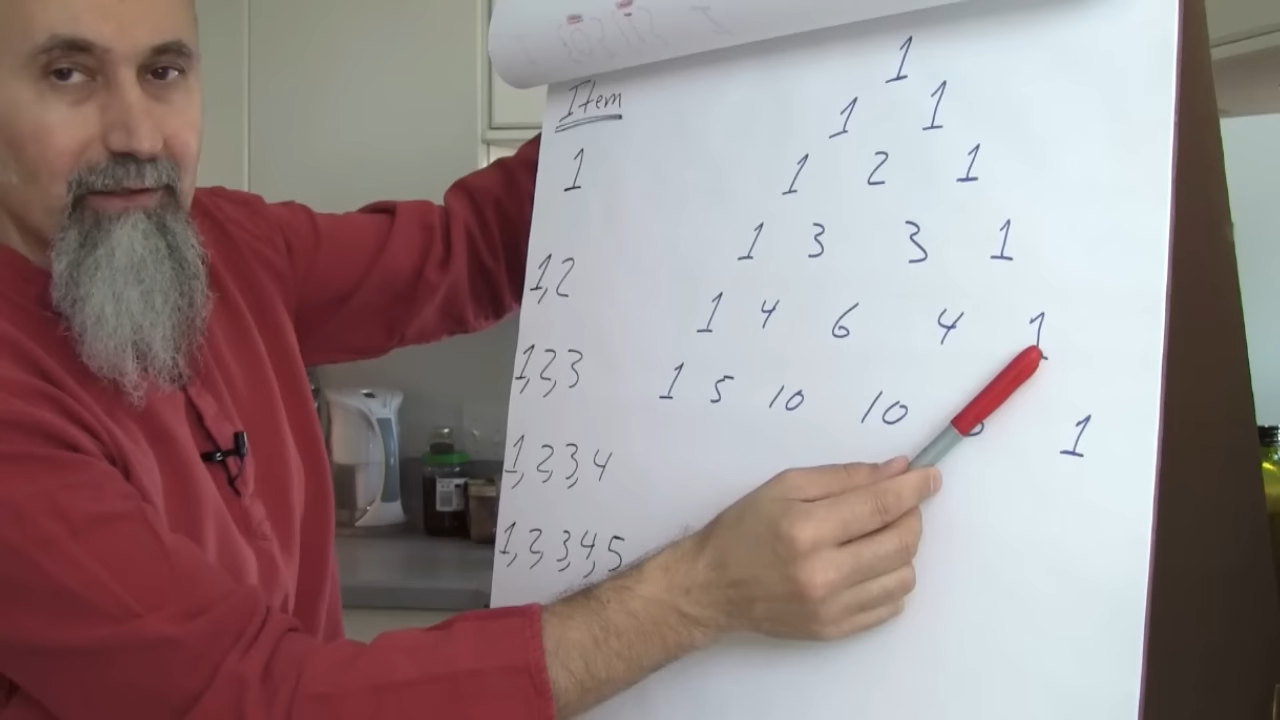 Item
1
1,2
1,2,3
1,2,3,4
1,2,3,4,5
1
1 1
1 2 1
1 3 3 1
1 4 6 4 1
1 5 10 10 1